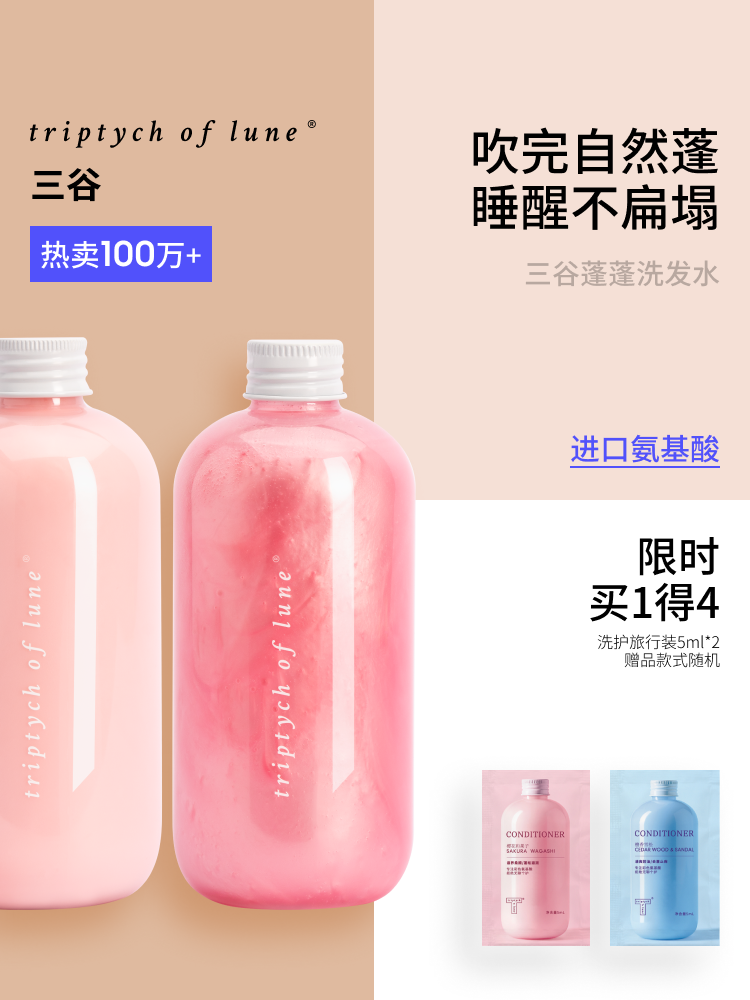 triptych of lune®
三谷
热卖100万+
吹完自然蓬
睡醒不扁塌
三谷蓬蓬洗发水
进口氨基酸
限时
买1得4
洗护旅行装5ml*2
赠品款式随机
triptych of lune®
triptych of lune®
CONDITIONER
SAKURA WAGASHI
CONDITIONER
CEDAR WOOD & SANDAL